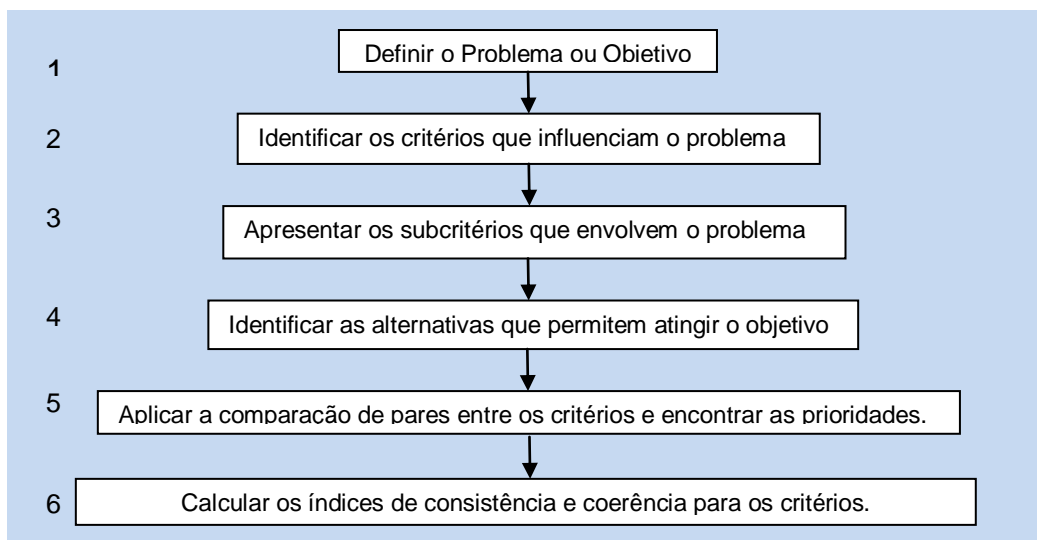 1 Definir o Problema ou Objetivo
2 Identificar os critérios que influenciam o problema
3 Apresentar os subcritérios que envolvem o problema
4 Identificar as alternativas que permitem atingir o objetivo
5 Aplicar a comparação de pares entre os critérios e encontrar as prioridades.
6 Calcular os índices de consistência e coerência para os critérios.